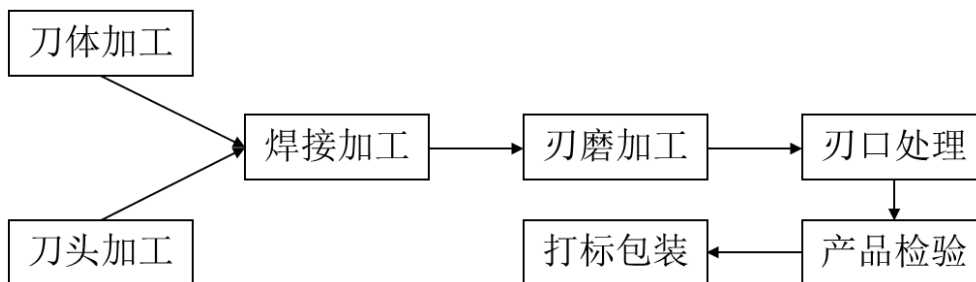 刀体加工
焊接加工
刃磨加工
刃口处理
刀头加工
打标包装
产品检验